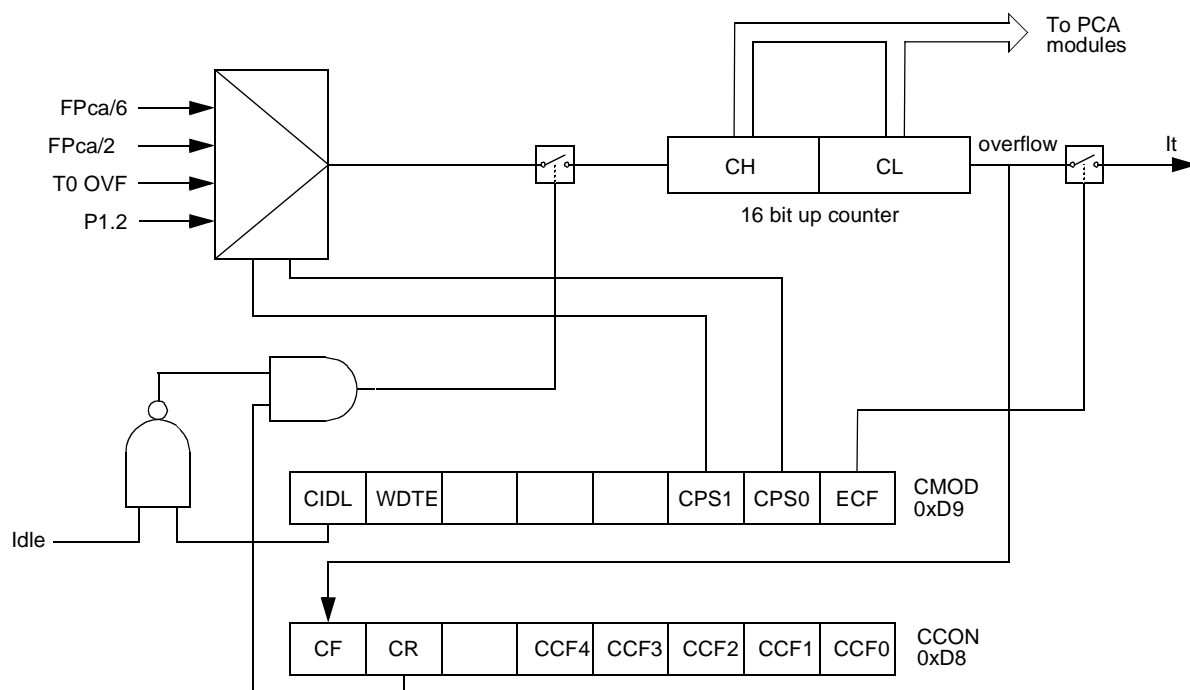 To PCA
modules
FPca/6
FPca/2
T0 OVF
P1.2
CH
CL
overflow
It
16 bit up counter
CIDL
WDTE
CPS1
CPS0
ECF
CMOD
0xD9
Idle
CF
CR
CCF4
CCF3
CCF2
CCF1
CCF0
CCON
0xD8